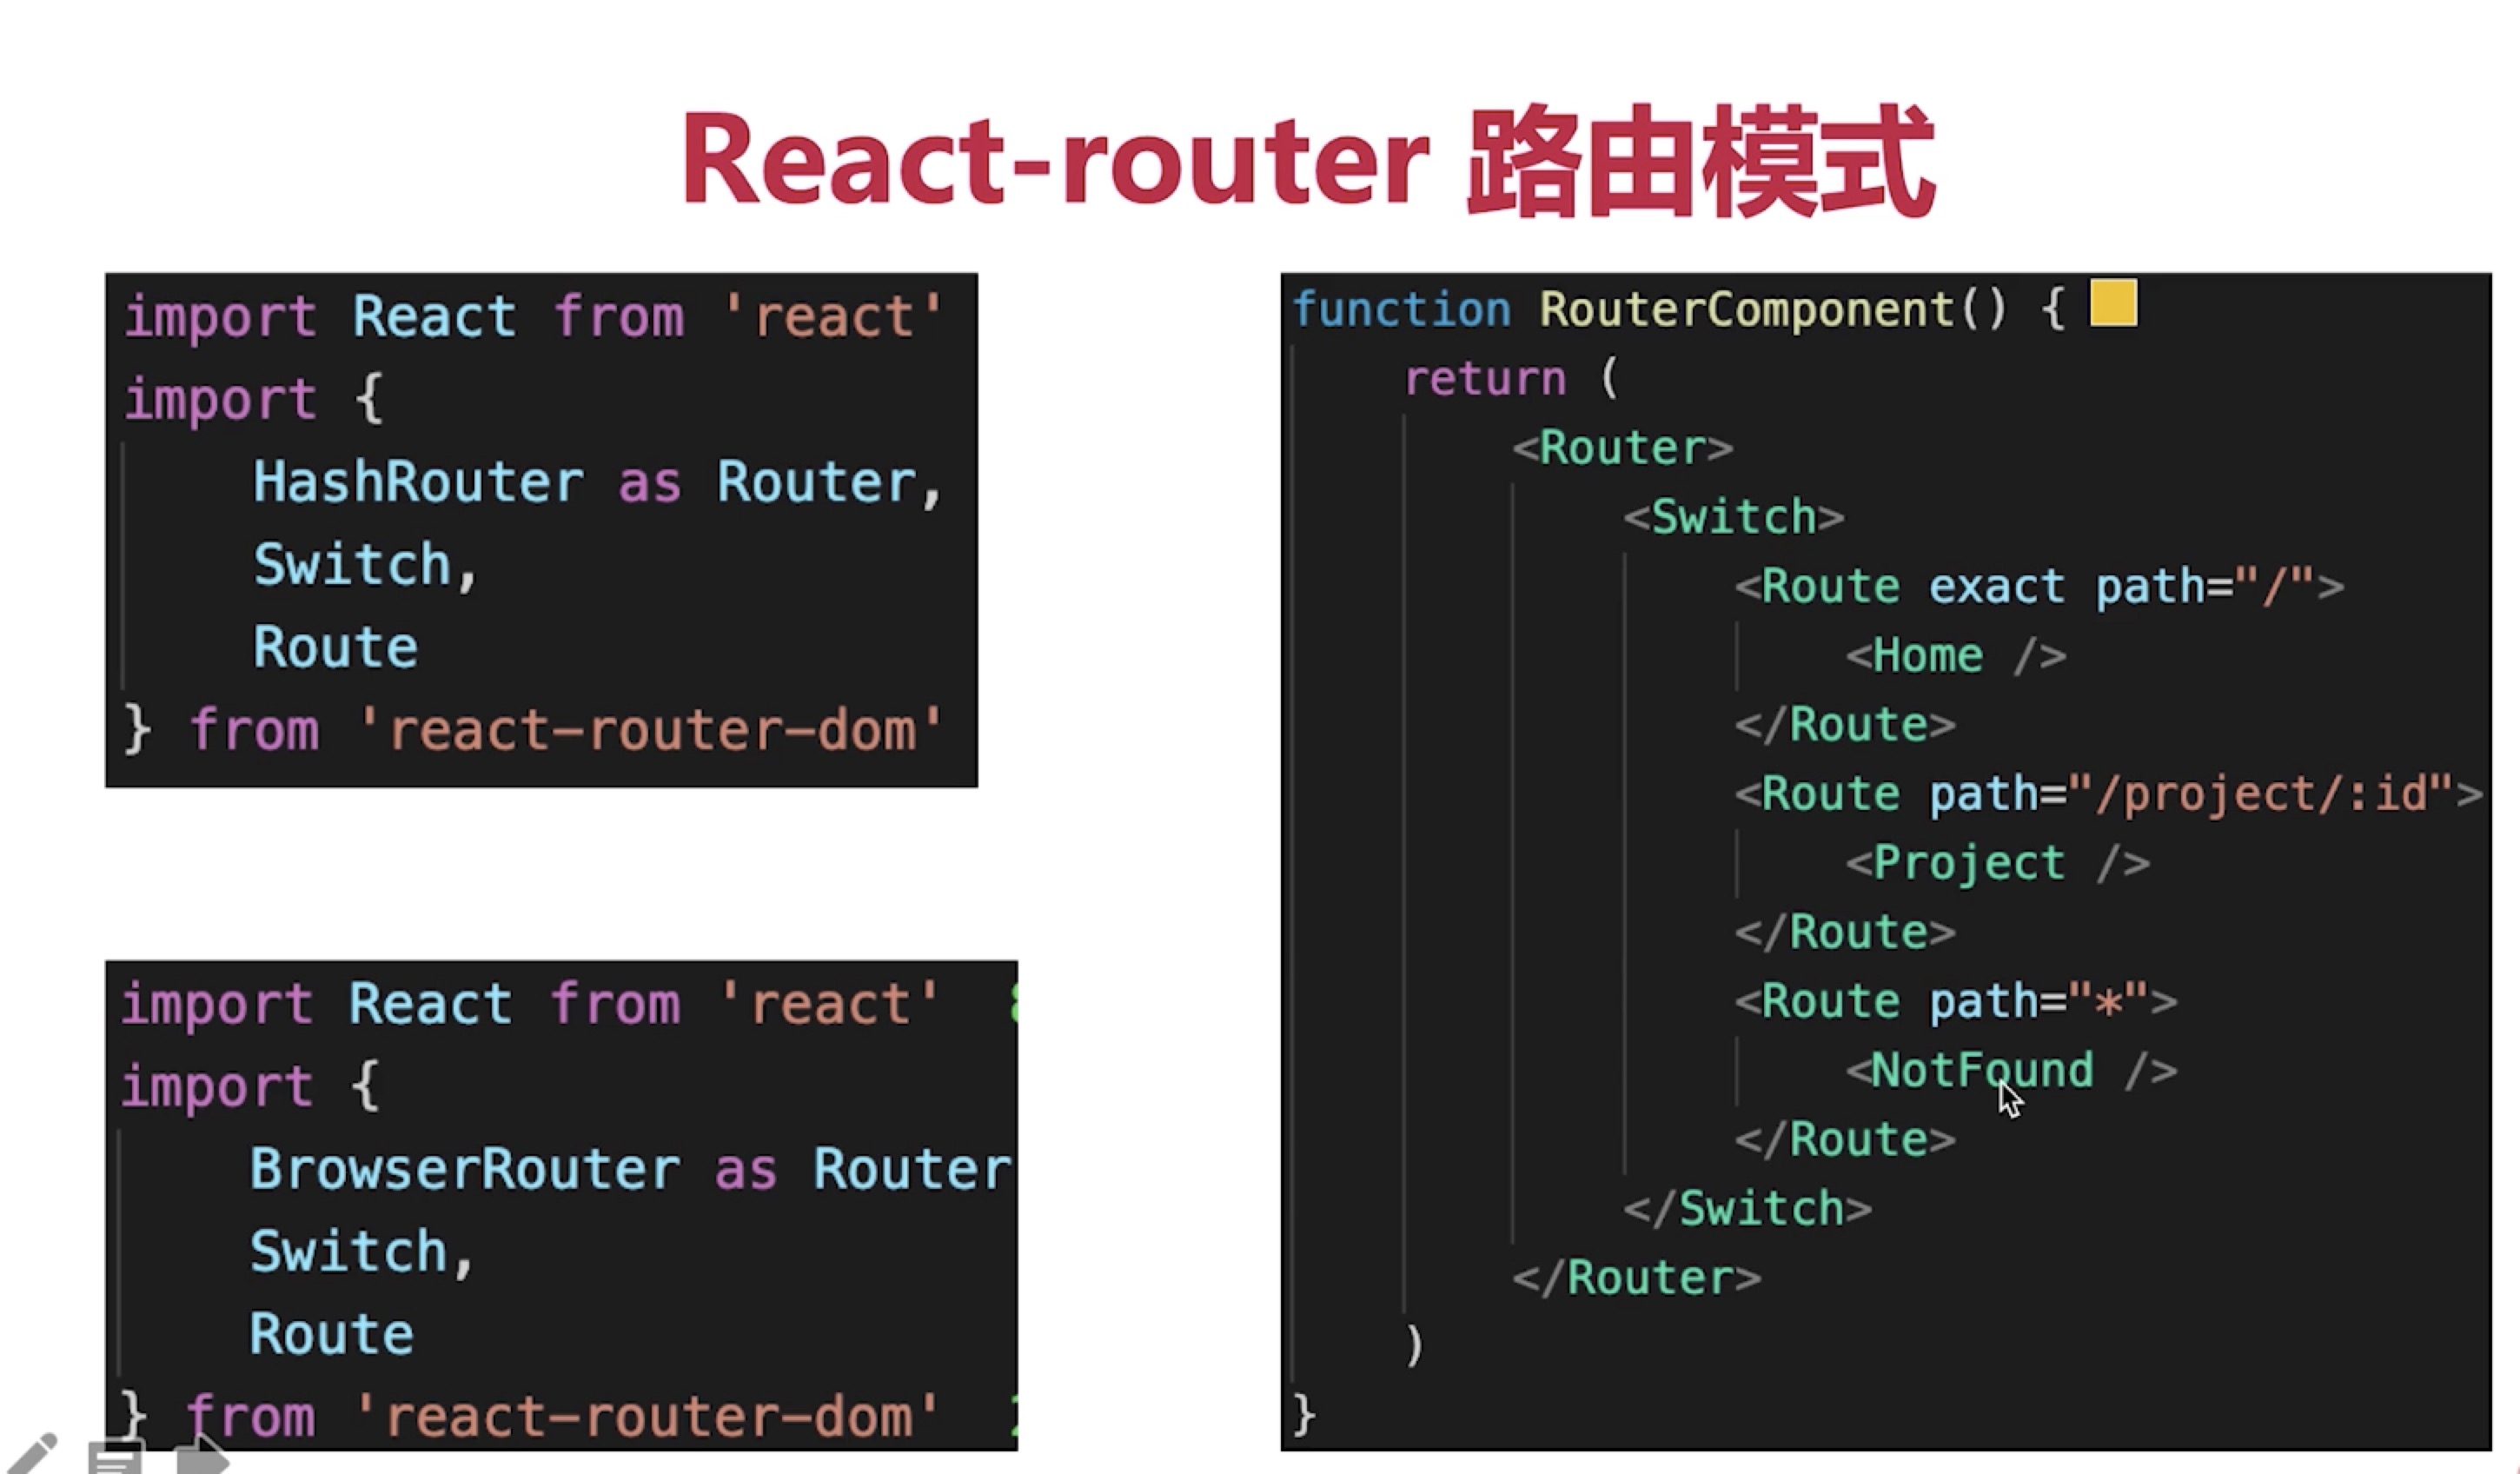 React-router 路由模式
import React from 'react'
import {
HashRouter as Router,
Switch,
Route
} from 'react-router-dom'
import React from 'react'
import {
BrowserRouter as Router
Switch,
Route
} from 'react-router-dom'
function RouterComponent() {
return (
<Router>
<Switch>
<Route exact path="/">
<Home />
</Route>
<Route path="/project/:id">
<Project />
</Route>
<Route path="*">
<NotFound />
</Route>
</Switch>
</Router>
)
}